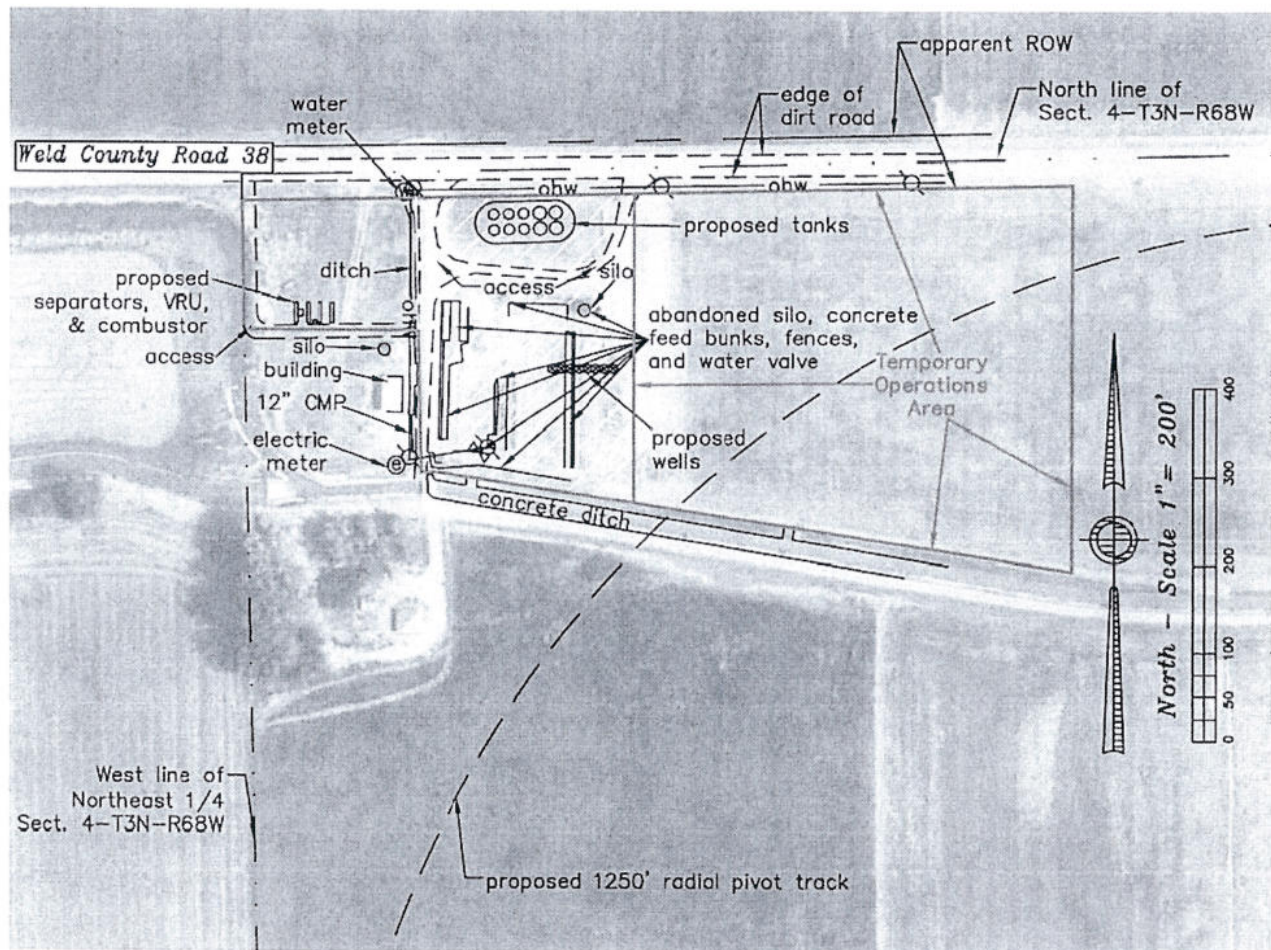 apparent ROW
water
meter
edge of
dirt road
North line of
Sect. 4-T3N-R68W
Weld County Road 38
ohw
ohw
proposed tanks
ditch
silo
access
proposed
separators, VRU,
& combustor
access
abandoned silo, concrete
feed bunks, fences,
and water valve
silo
building
12" CMP
electric
meter
Temporary
Operations
Area
proposed
wells
concrete ditch
North - Scale 1"= 200'
0
50
100
200
300
400
West line of
Northeast 1/4
Sect. 4-T3N-R68W
proposed 1250' radial pivot track